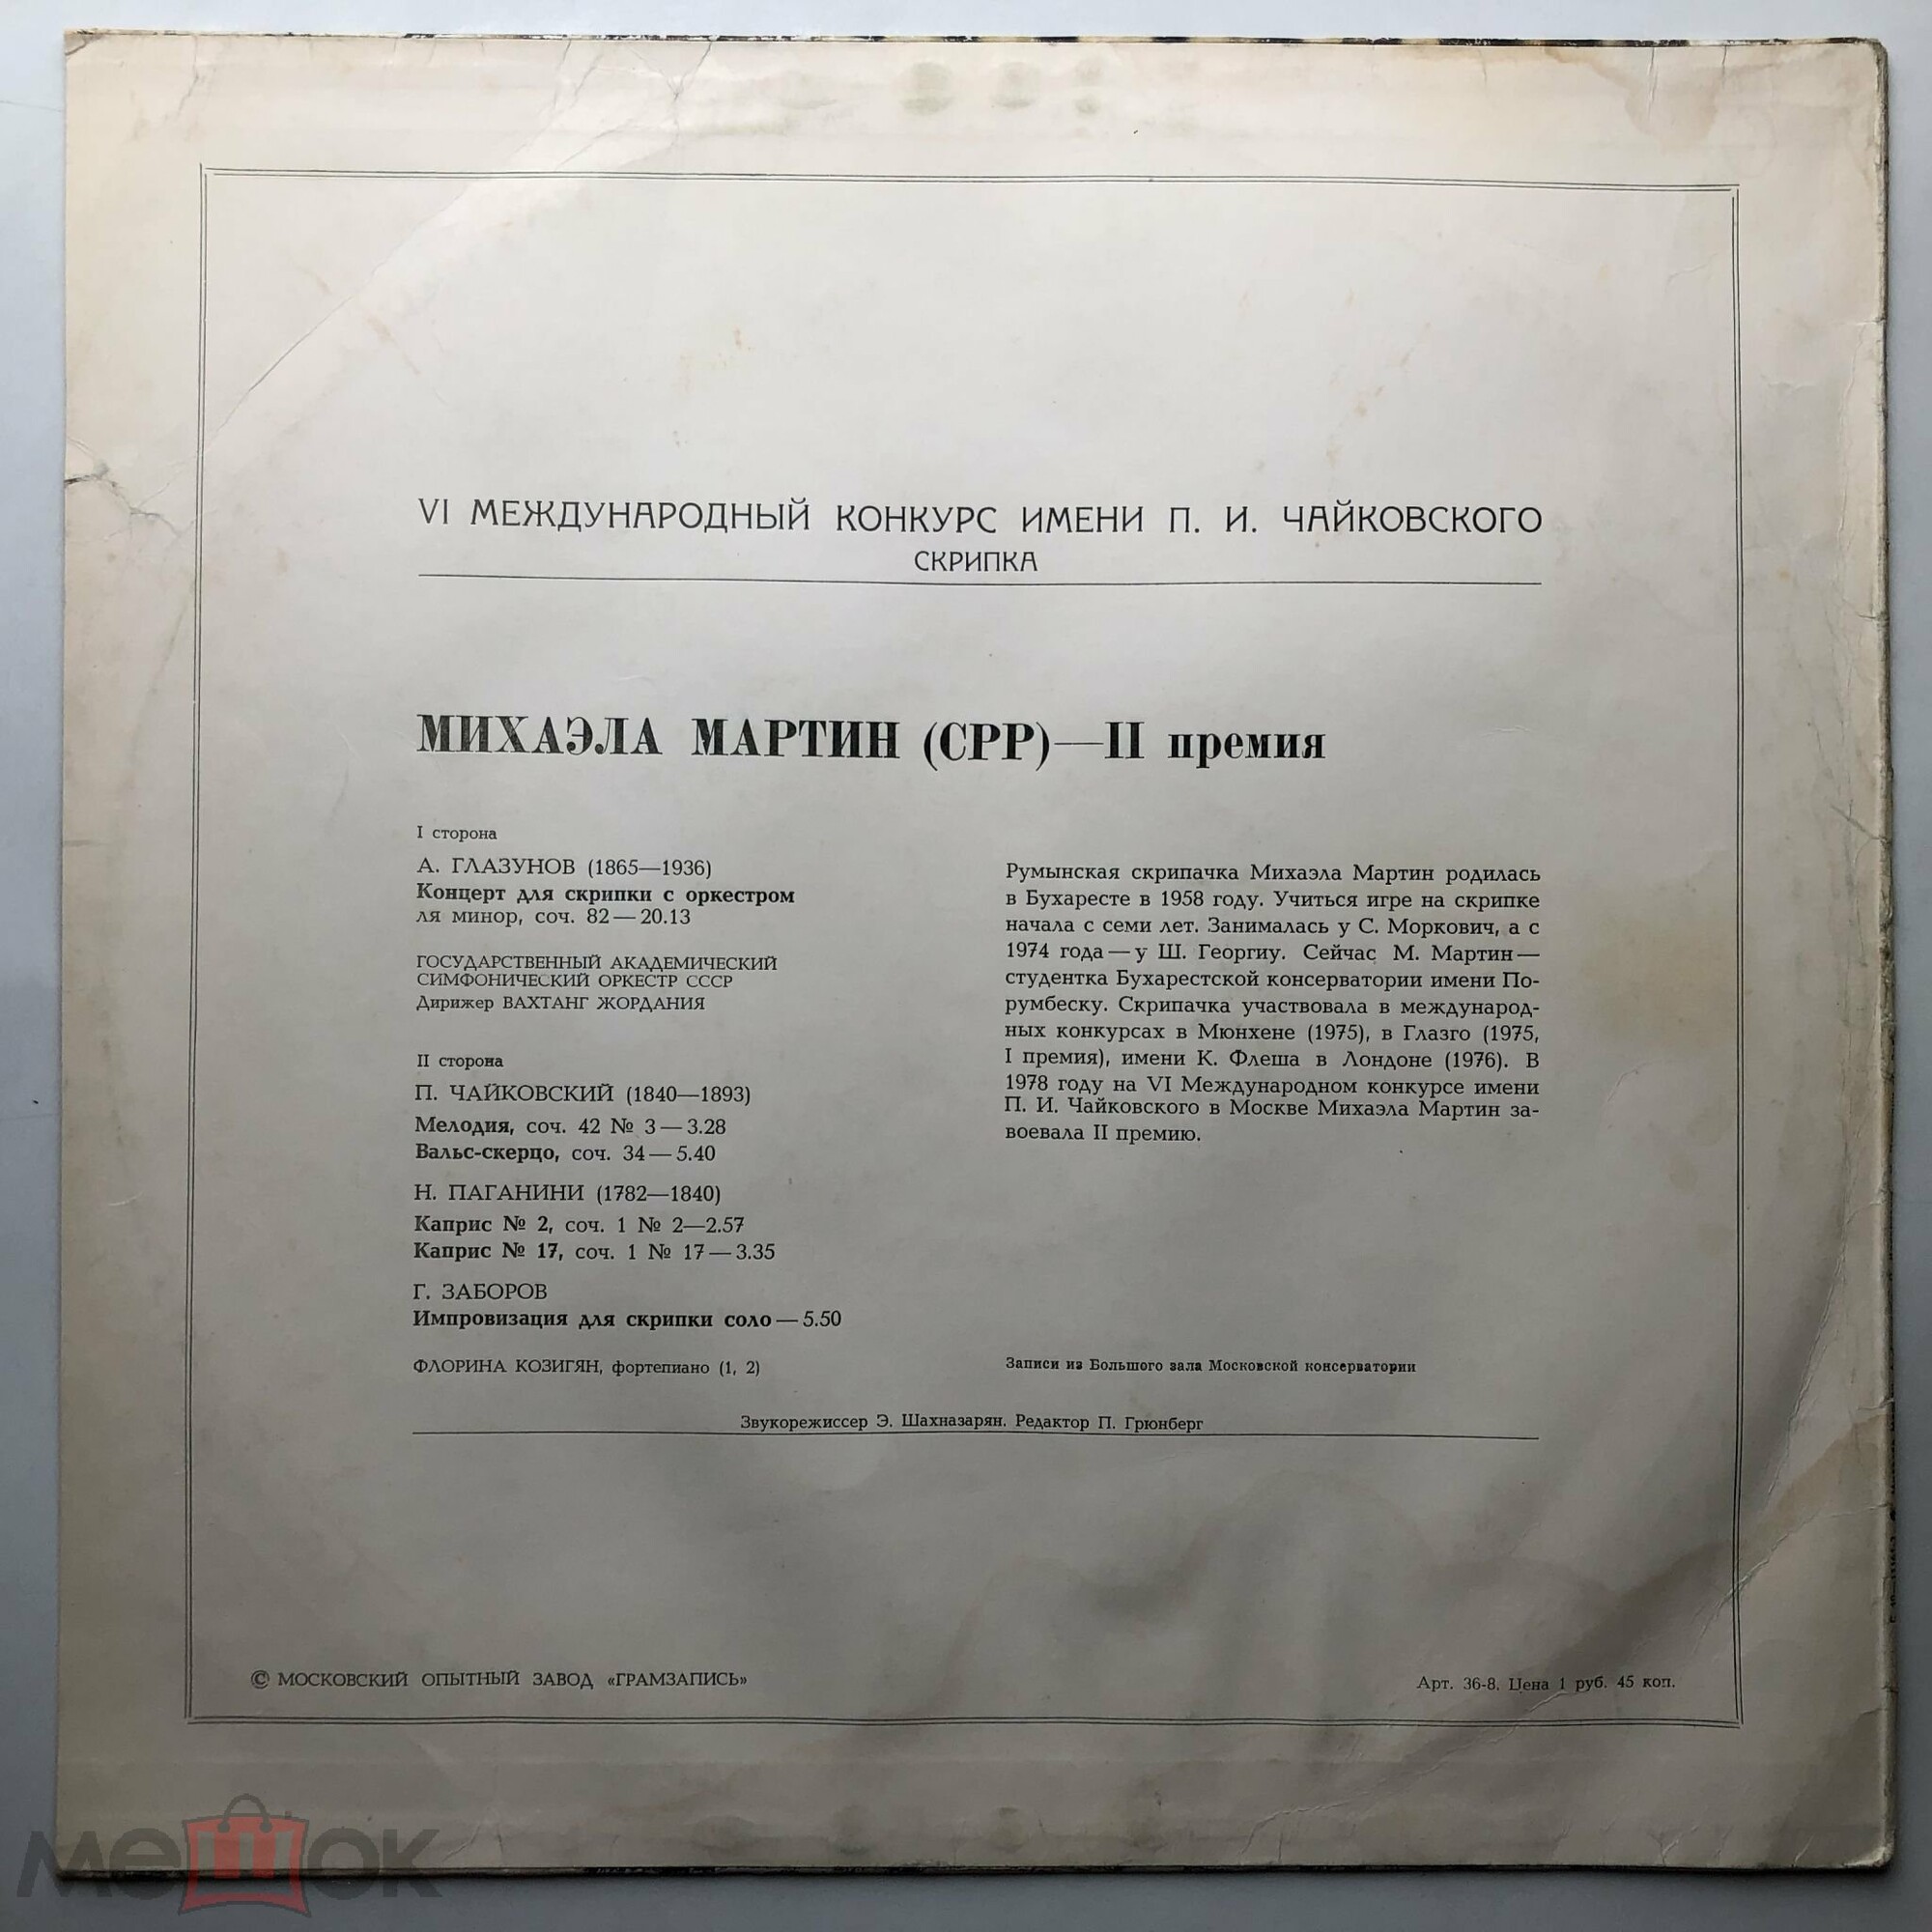 VI МЕЖДУНАРОДНЫЙ КОНКУРС ИМЕНИ П. И. ЧАЙКОВСКОГО
СКРИПКА
МИХАЭЛА МАРТИН (СРР)—II премия
I сторона
А. ГЛАЗУНОВ (1865—1936)
Концерт для скрипки с оркестром
ля минор, соч. 82 — 20.13
ГОСУДАРСТВЕННЫЙ АКАДЕМИЧЕСКИЙ
СИМФОНИЧЕСКИЙ ОРКЕСТР СССР
Дирижер ВАХТАНГ ЖОРДАНИЯ
II сторона
П. ЧАЙКОВСКИЙ (1840—1893)
Мелодия, соч. 42 № 3 — 3.28
Вальс-скерцо, соч. 34 — 5.40
Н. ПАГАНИНИ (1782—1840)
Каприс № 2, соч. 1 № 2—2.57
Каприс № 17, соч. 1 № 17 — 3.35
Г. ЗАБОРОВ
Импровизация для скрипки соло — 5.50
ФЛОРИНА КОЗИГЯН, фортепиано (1, 2)
Румынская скрипачка Михаэла Мартин родилась
в Бухаресте в 1958 году. Учиться игре на скрипке
начала с семи лет. Занималась у С. Моркович, а с
1974 года — у Ш. Георгиу. Сейчас М. Мартин —
студентка Бухарестской консерватории имени По-
румбеску. Скрипачка участвовала в международ-
ных конкурсах в Мюнхене (1975), в Глазго (1975,
I премия), имени К. Флеша в Лондоне (1976). В
1978 году на VI Международном конкурсе имени
П. И. Чайковского в Москве Михаэла Мартин за-
воевала II премию.
Записи из Большого зала Московской консерватории
Звукорежиссер Э. Шахназарян. Редактор П. Грюнберг
© МОСКОВСКИЙ ОПЫТНЫЙ ЗАВОД «ГРАМЗАПИСЬ»
Арт. 36-8. Цена 1 руб. 45 коп.
мешок